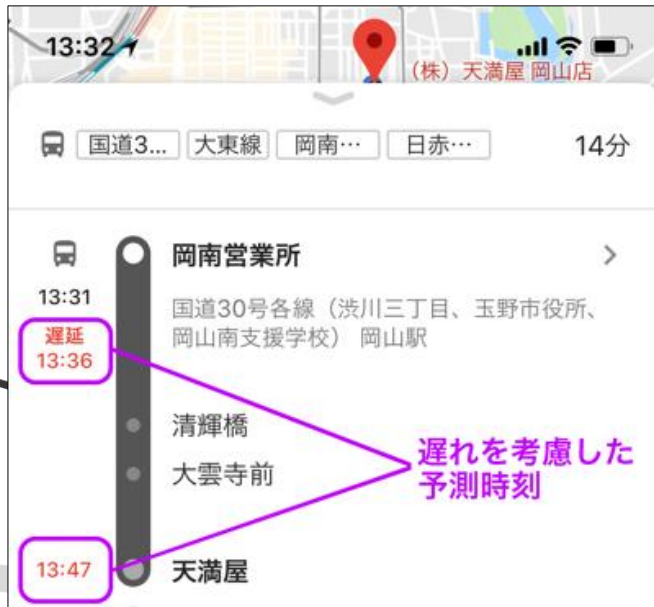 13:32
(株) 天満屋 岡山店
国道3... 大東線 岡南… 日赤… 14分
岡南営業所
13:31
国道30号各線（渋川三丁目、玉野市役所、
岡山南支援学校） 岡山駅
遅延
13:36
清輝橋
大雲寺前
遅れを考慮した
予測時刻
13:47
天満屋